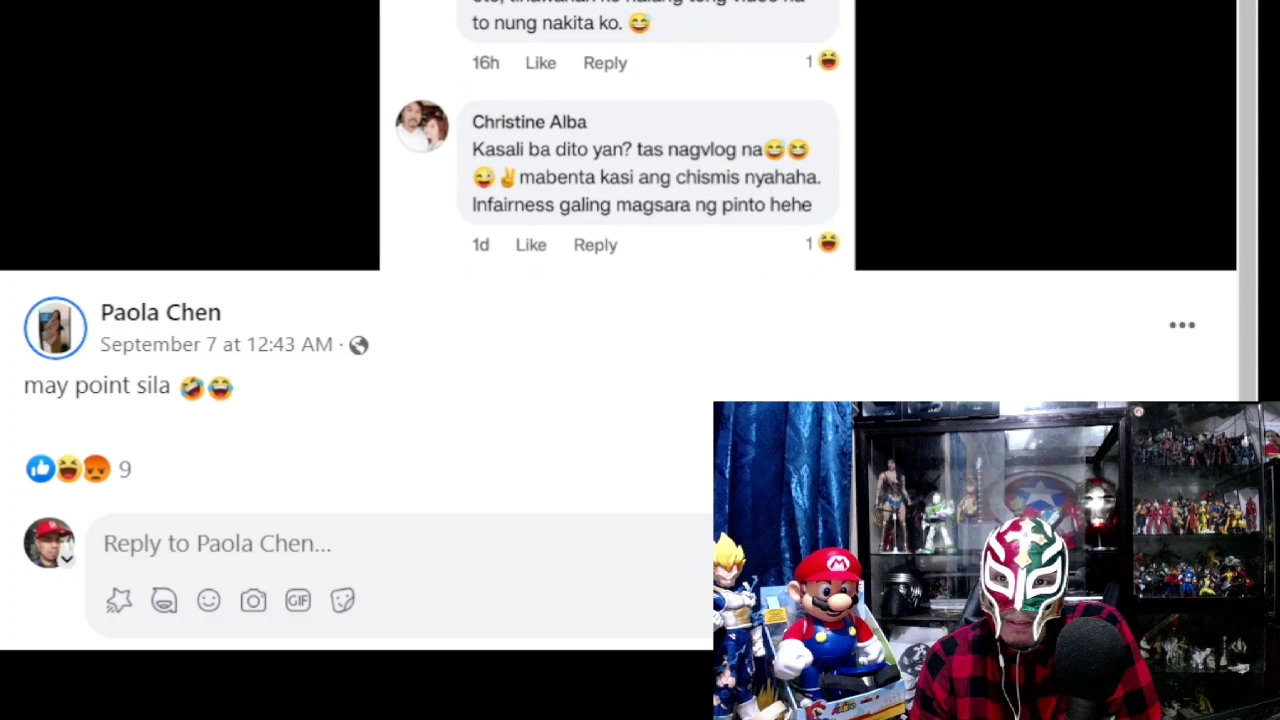 to nung nakita ko. 😅
16h Like Reply 1
Christine Alba
Kasali ba dito yan? tas nagvlog na😅😆
😜✌mabenta kasi ang chismis nyahaha.
Infairness galing magsara ng pinto hehe
1d Like Reply 1
Paola Chen
September 7 at 12:43 AM ·
may point sila 🤣😂
9
Reply to Paola Chen...
GIF